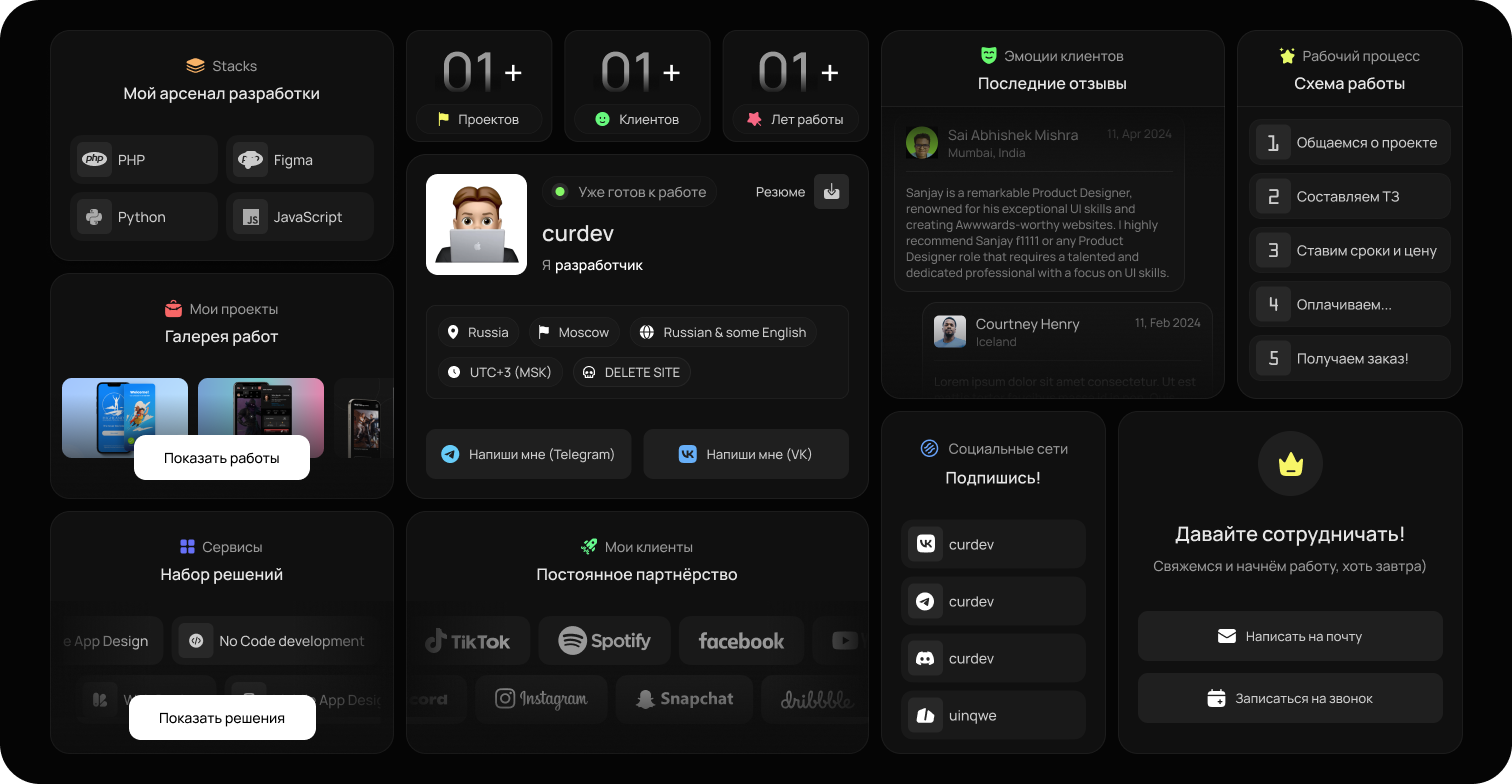 Stacks
Мой арсенал разработки
php PHP
Figma
Python
JS JavaScript
Мои проекты
Галерея работ
Показать работы
Сервисы
Набор решений
e App Design
No Code development
e App Desig
Показать решения
01+
Проектов
01+
Клиентов
01+
Лет работы
Уже готов к работе
Резюме
curdev
Я разработчик
Russia
Moscow
Russian & some English
UTC+3 (MSK)
DELETE SITE
Напиши мне (Telegram)
Напиши мне (VK)
Мои клиенты
Постоянное партнёрство
TikTok
Spotify
facebook
cord
Instagram
Snapchat
dribbble
Эмоции клиентов
Последние отзывы
Sai Abhishek Mishra
11, Apr 2024
Mumbai, India
Sanjay is a remarkable Product Designer,
renowned for his exceptional UI skills and
creating Awwwards-worthy websites. I highly
recommend Sanjay f1111 or any Product
Designer role that requires a talented and
dedicated professional with a focus on UI skills.
Courtney Henry
11, Feb 2024
Iceland
Lorem ipsum dolor sit amet consectetur. Ut est
Рабочий процесс
Схема работы
1 Общаемся о проекте
2 Составляем ТЗ
3 Ставим сроки и цену
4 Оплачиваем...
5 Получаем заказ!
Социальные сети
Подпишись!
curdev
curdev
curdev
uinqwe
Давайте сотрудничать!
Свяжемся и начнём работу, хоть завтра)
Написать на почту
Записаться на звонок